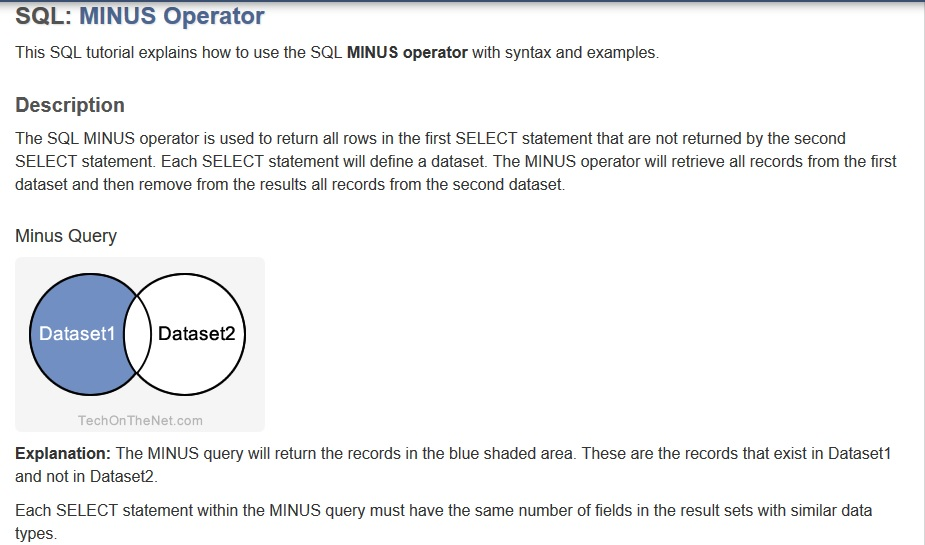 SQL: MINUS Operator
This SQL tutorial explains how to use the SQL MINUS operator with syntax and examples.
Description
The SQL MINUS operator is used to return all rows in the first SELECT statement that are not returned by the second
SELECT statement. Each SELECT statement will define a dataset. The MINUS operator will retrieve all records from the first
dataset and then remove from the results all records from the second dataset.
Minus Query
Dataset1 Dataset2
TechOnTheNet.com
Explanation: The MINUS query will return the records in the blue shaded area. These are the records that exist in Dataset1
and not in Dataset2.
Each SELECT statement within the MINUS query must have the same number of fields in the result sets with similar data
types.